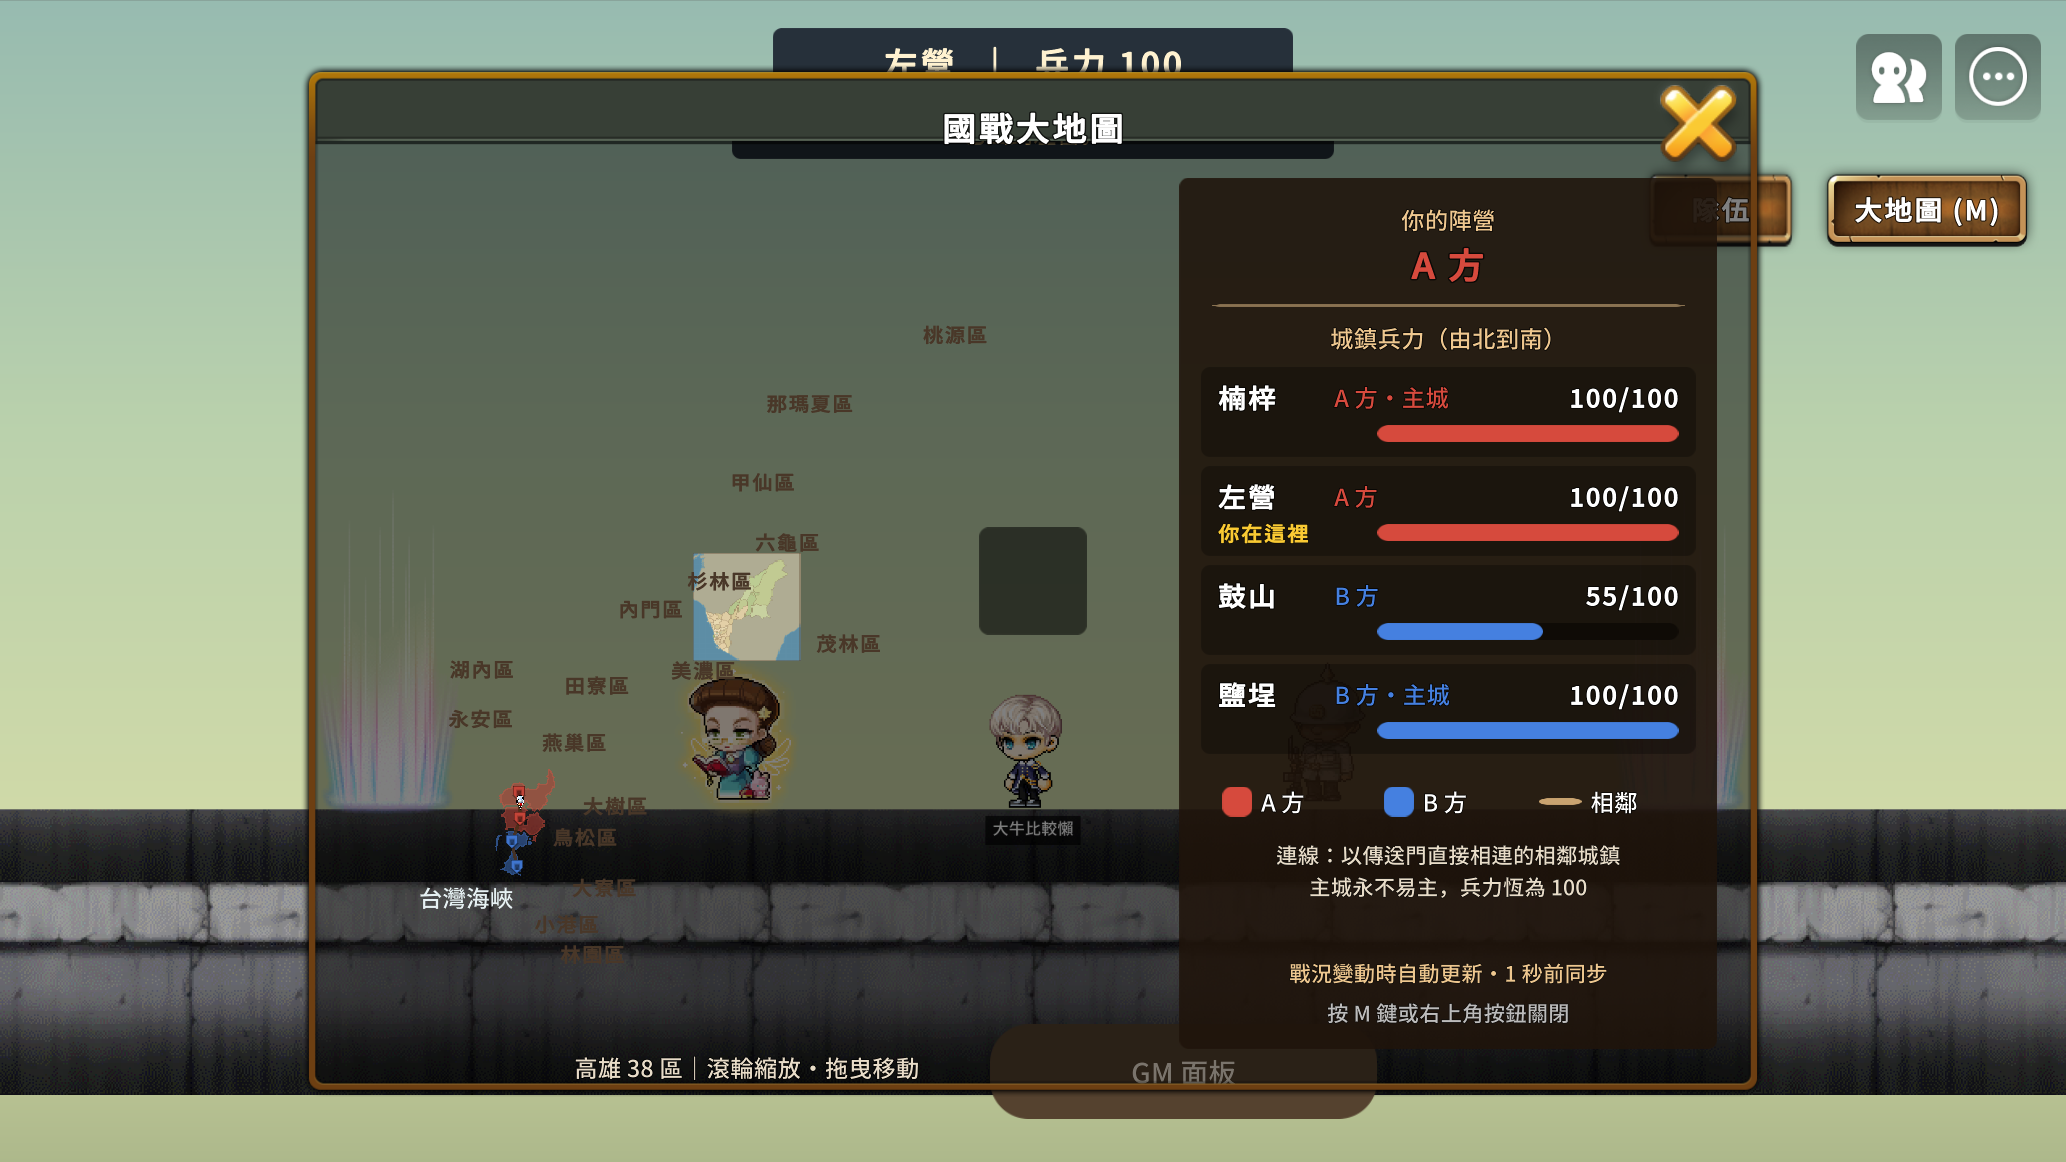 左營 ｜ 兵力 100
國戰大地圖
隊伍
大地圖 (M)
你的陣營
A 方
城鎮兵力（由北到南）
楠梓 A 方・主城 100/100
左營 A 方 100/100
你在這裡
鼓山 B 方 55/100
鹽埕 B 方・主城 100/100
A 方 B 方 相鄰
連線：以傳送門直接相連的相鄰城鎮
主城永不易主，兵力恆為 100
戰況變動時自動更新・1 秒前同步
按 M 鍵或右上角按鈕關閉
桃源區
那瑪夏區
甲仙區
六龜區
杉林區
內門區
茂林區
湖內區
美濃區
田寮區
永安區
燕巢區
大樹區
大牛比較懶
鳥松區
大寮區
台灣海峽
小港區
林園區
高雄 38 區｜滾輪縮放・拖曳移動
GM 面板